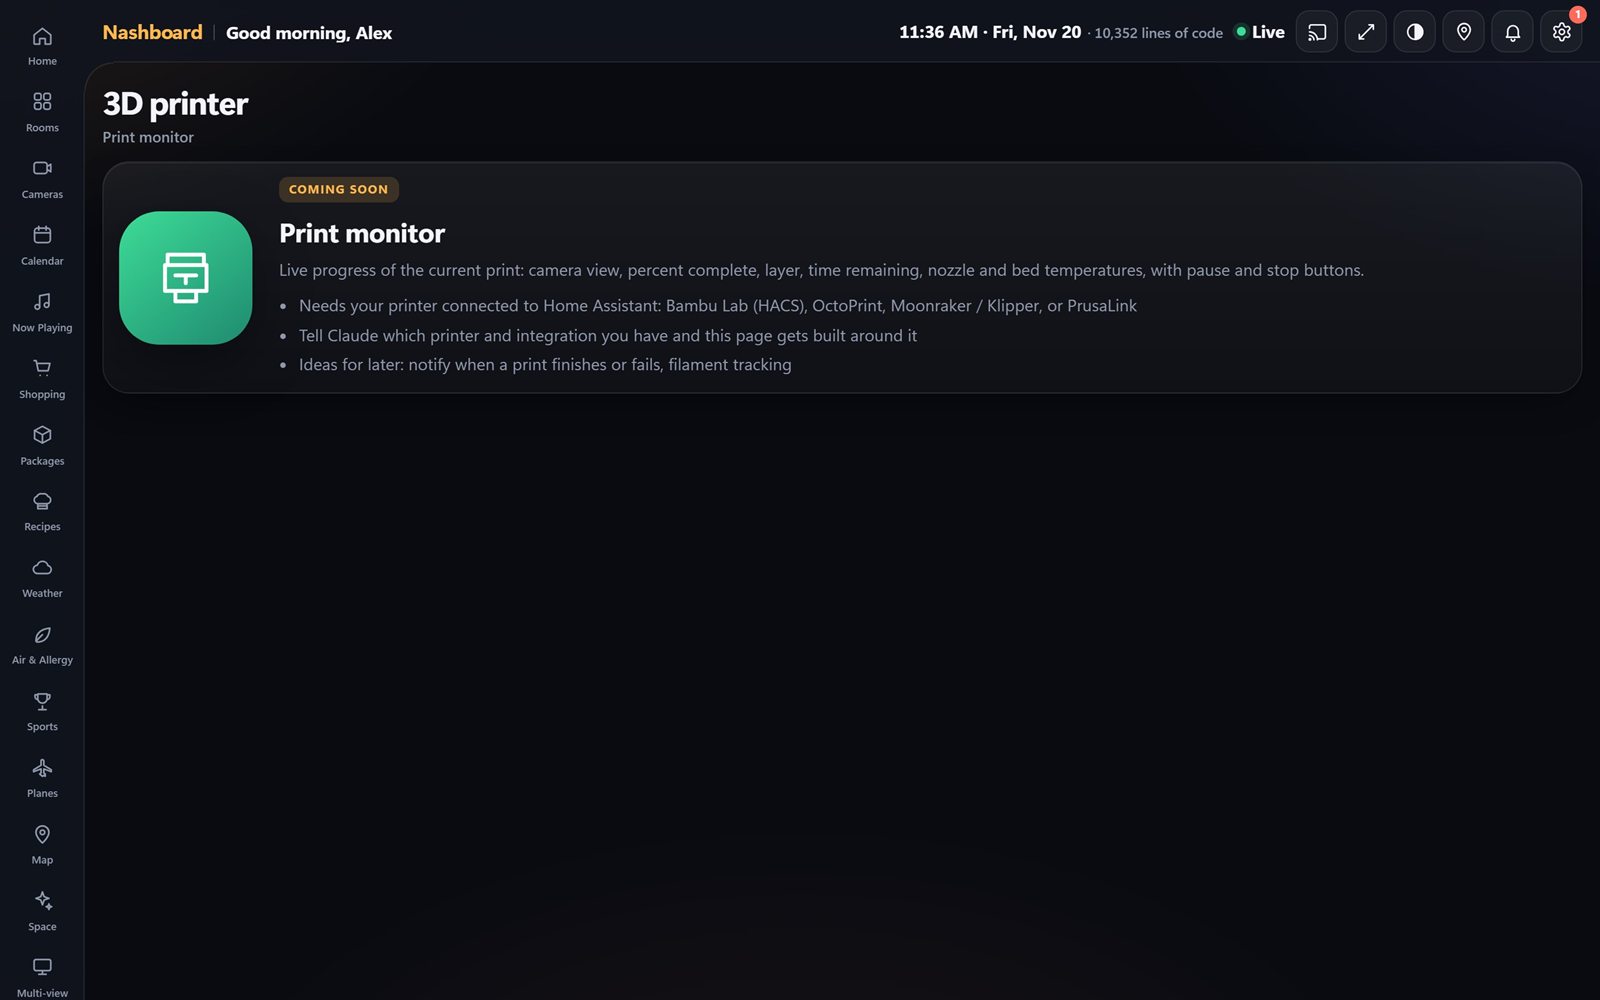 Nashboard
Good morning, Alex
11:36 AM · Fri, Nov 20 · 10,352 lines of code
Live
1
Home
Rooms
Cameras
Calendar
Now Playing
Shopping
Packages
Recipes
Weather
Air & Allergy
Sports
Planes
Map
Space
Multi-view
3D printer
Print monitor
COMING SOON
Print monitor
Live progress of the current print: camera view, percent complete, layer, time remaining, nozzle and bed temperatures, with pause and stop buttons.
• Needs your printer connected to Home Assistant: Bambu Lab (HACS), OctoPrint, Moonraker / Klipper, or PrusaLink
• Tell Claude which printer and integration you have and this page gets built around it
• Ideas for later: notify when a print finishes or fails, filament tracking